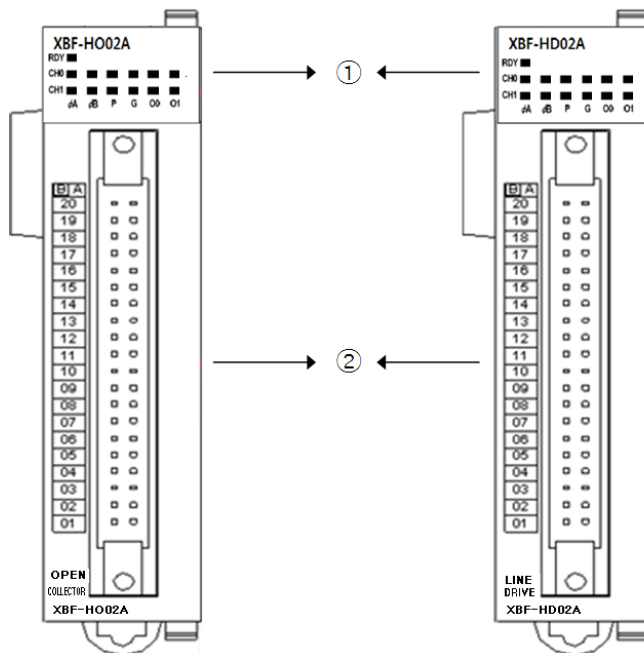 XBF-HO02A
RDY
CH0
CH1
ϕA ϕB P G O0 O1
B A
20
19
18
17
16
15
14
13
12
11
10
09
08
07
06
05
04
03
02
01
OPEN
COLLECTOR
XBF-HO02A
①
②
XBF-HD02A
RDY
CH0
CH1
ϕA ϕB P G O0 O1
B A
20
19
18
17
16
15
14
13
12
11
10
09
08
07
06
05
04
03
02
01
LINE
DRIVE
XBF-HD02A